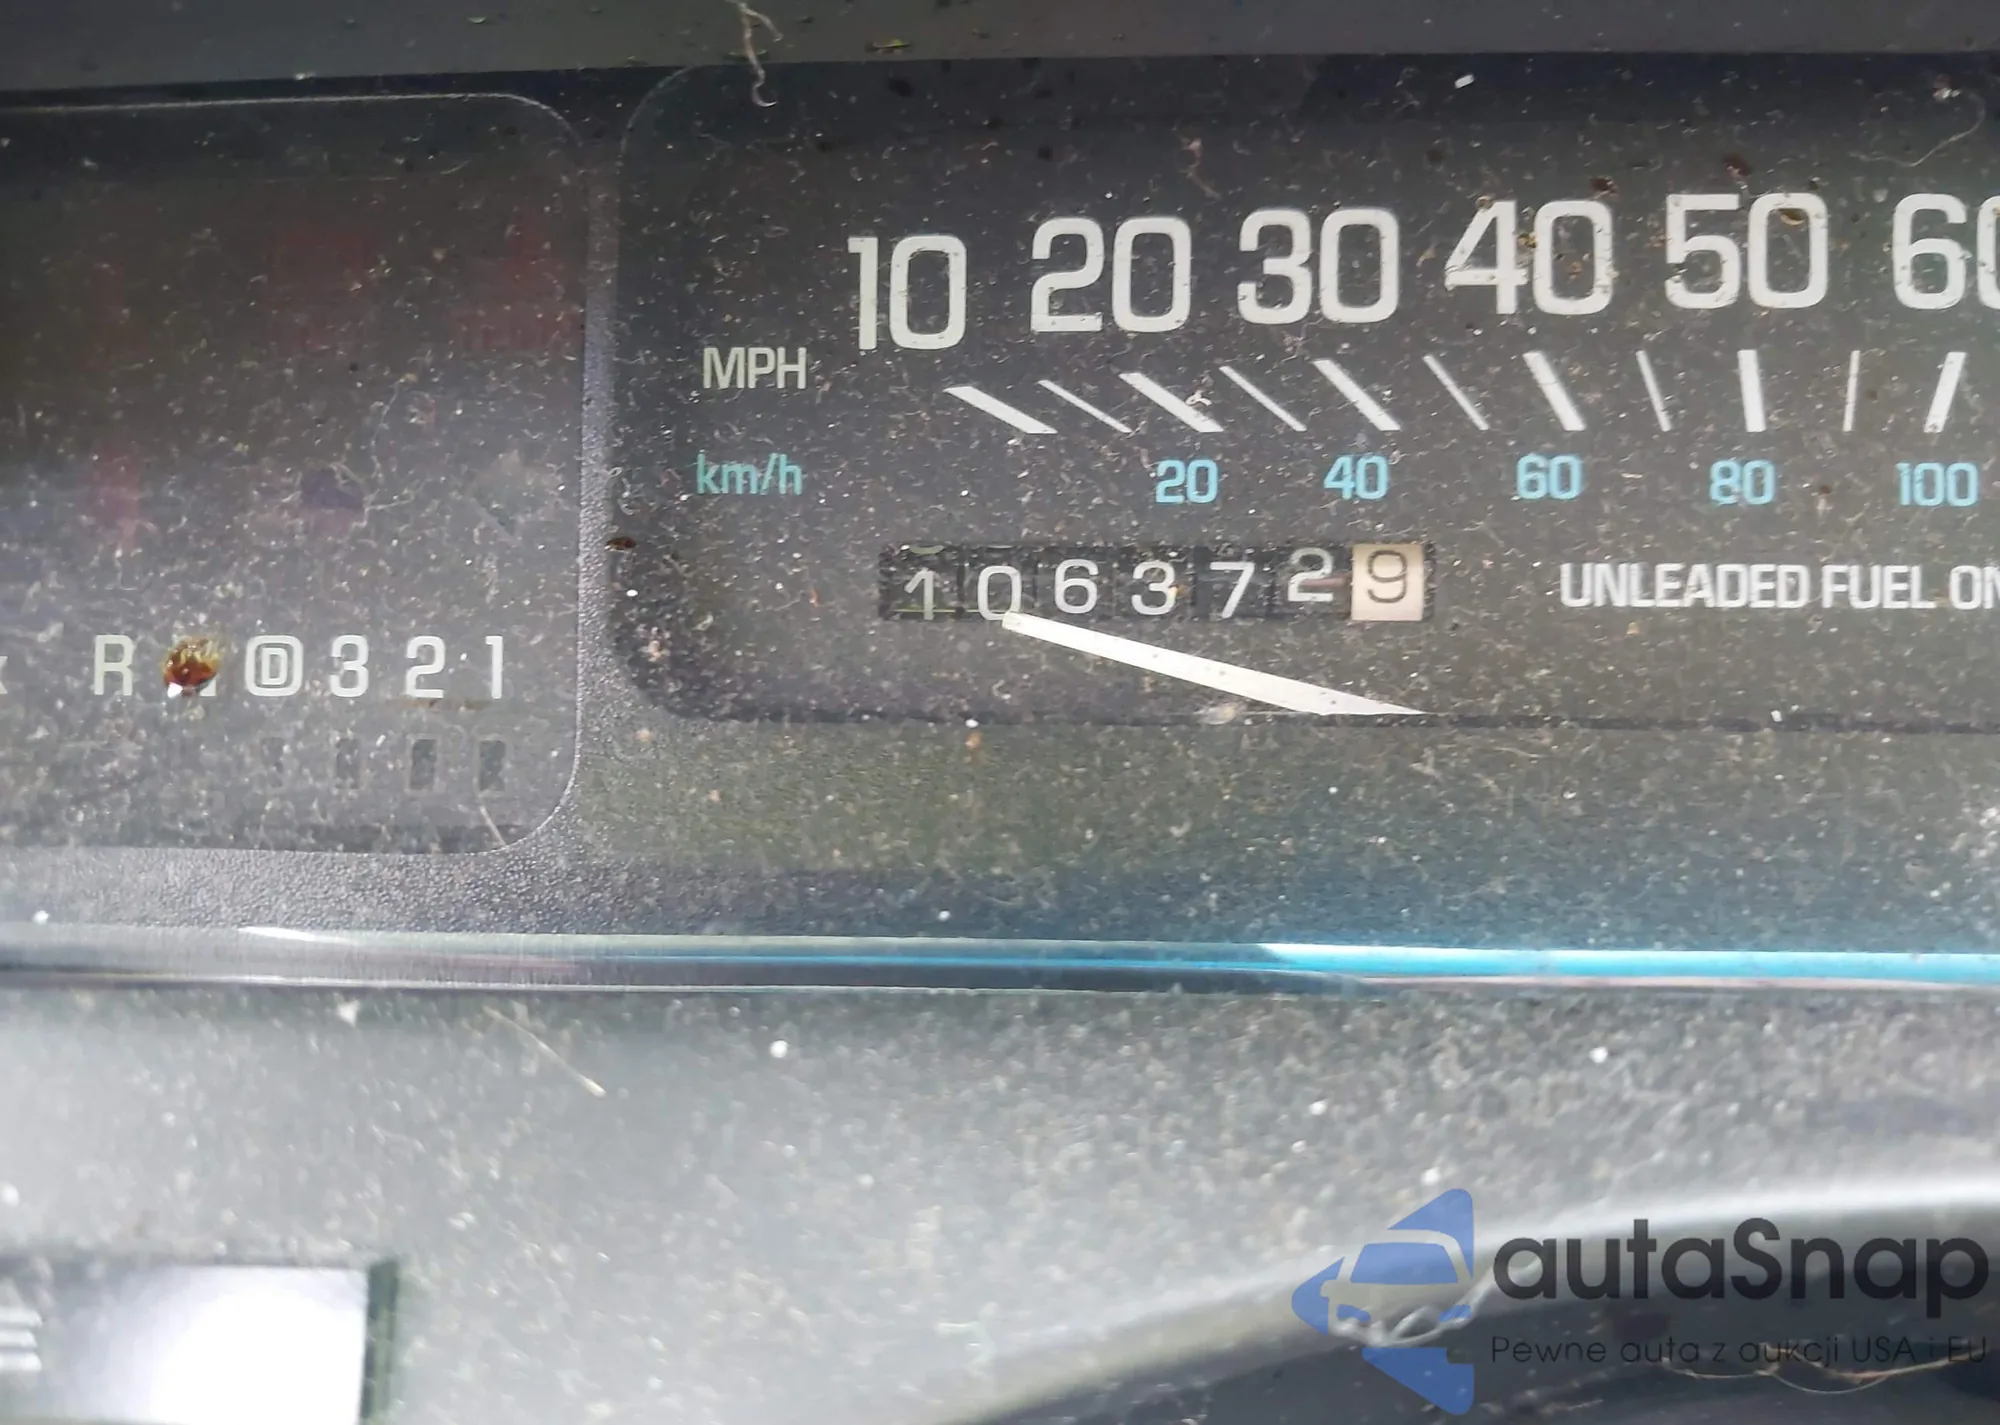 10 20 30 40 50 60
MPH
km/h 20 40 60 80 100
1063729
UNLEADED FUEL ON
R D 3 2 1
autaSnap
Pewne auta z aukcji USA i EU